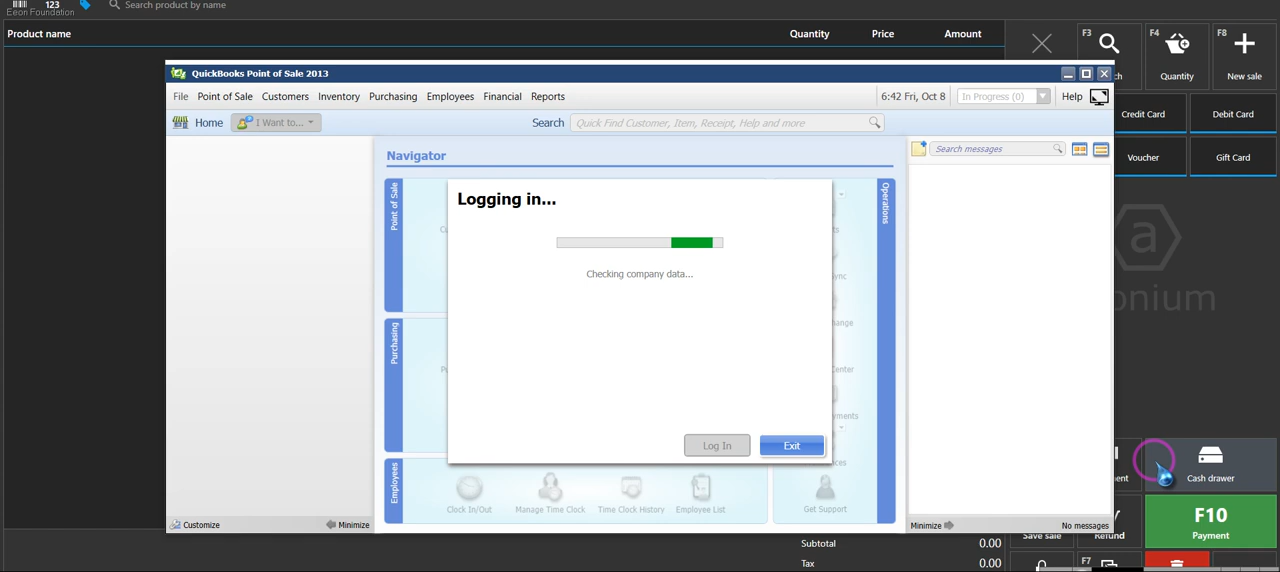 123
Search product by name
Eeon Foundation
Product name Quantity Price Amount
F3 F4 F8
ch Quantity New sale
QuickBooks Point of Sale 2013
File Point of Sale Customers Inventory Purchasing Employees Financial Reports
6:42 Fri, Oct 8 In Progress (0) Help
Home I Want to... Search Quick Find Customer, Item, Receipt, Help and more
Credit Card Debit Card
Voucher Gift Card
Navigator
Search messages
Point of Sale
Operations
Logging in...
Checking company data...
Log In Exit
Purchasing
Employees
Clock In/Out Manage Time Clock Time Clock History Employee List Get Support
Customize Minimize Minimize No messages
a
onium
Cash drawer
F10
Payment
Save sale Refund
F7
Subtotal 0.00
Tax 0.00